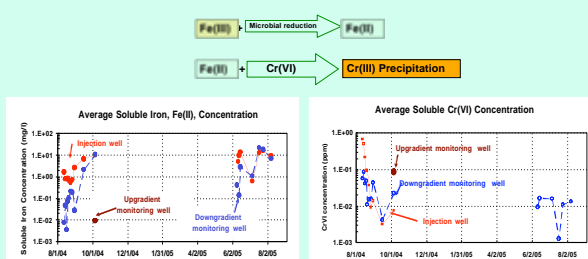 Fe(III) + Microbial reduction Fe(II)
Fe(II) + Cr(VI) Cr(III) Precipitation
Average Soluble Iron, Fe(II), Concentration
Soluble Iron Concentration (mg/l)
1.E+02
1.E+01
1.E+00
1.E-01
1.E-02
1.E-03
Injection well
Upgradient
monitoring well
Downgradient
monitoring well
8/1/04 10/1/04 12/1/04 2/1/05 4/2/05 6/2/05 8/2/05
Average Soluble Cr(VI) Concentration
CrVI concentration (ppm)
1.E+00
1.E-01
1.E-02
1.E-03
Upgradient monitoring well
Downgradient monitoring well
Injection well
8/1/04 10/1/04 12/1/04 2/1/05 4/2/05 6/2/05 8/2/05